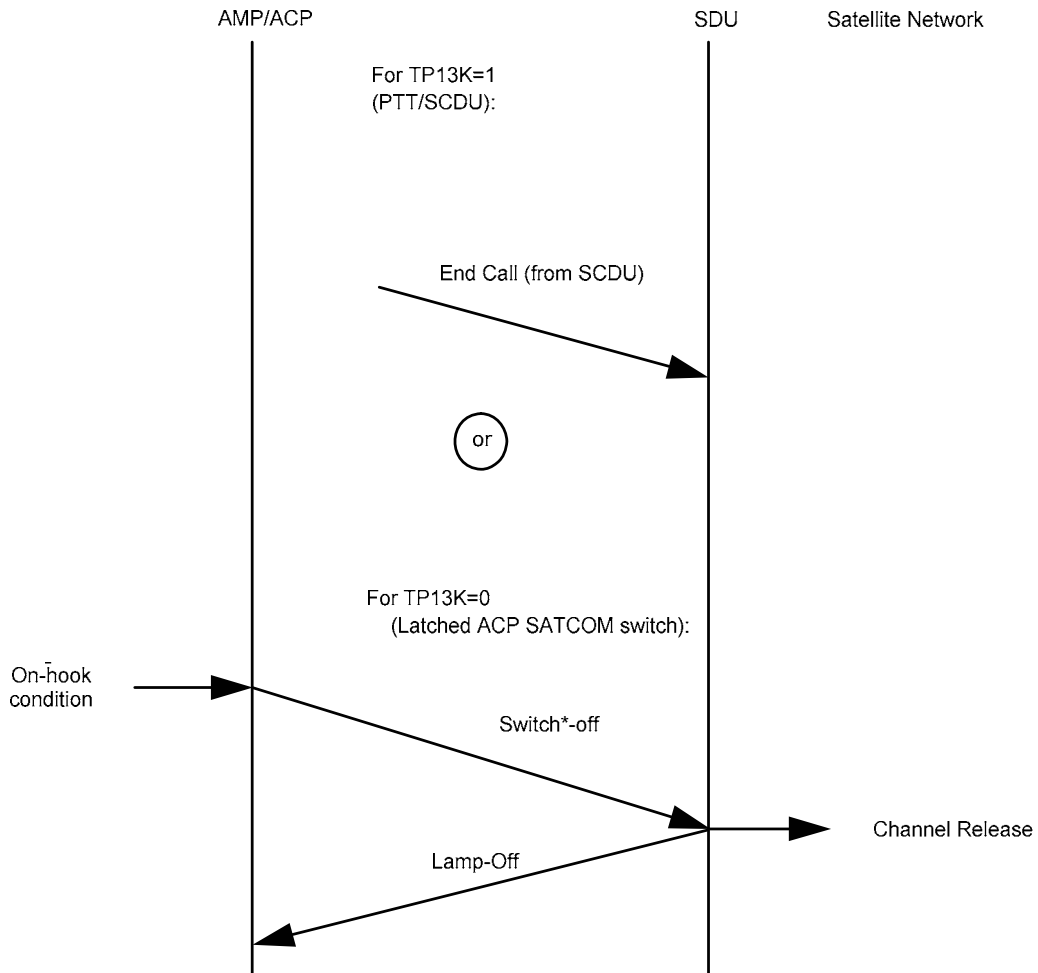 AMP/ACP
SDU
Satellite Network
For TP13K=1
(PTT/SCDU):
End Call (from SCDU)
or
For TP13K=0
(Latched ACP SATCOM switch):
On-hook
condition
Switch*-off
Channel Release
Lamp-Off